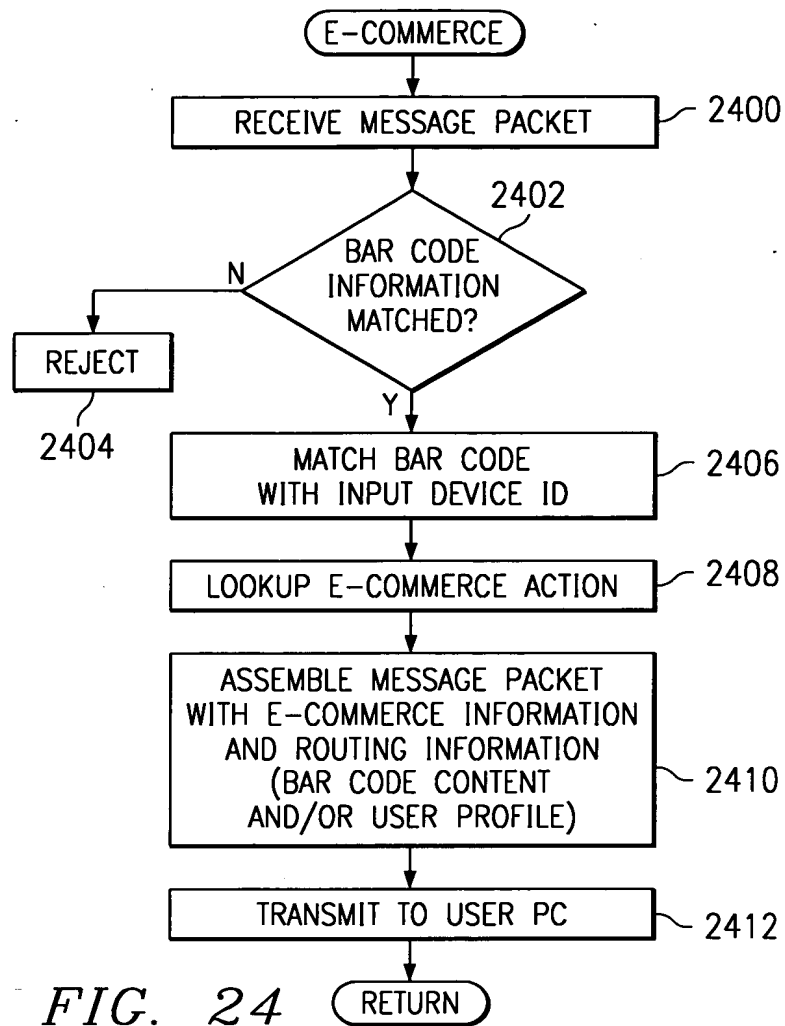 E-COMMERCE
RECEIVE MESSAGE PACKET
2400
2402
BAR CODE
INFORMATION
MATCHED?
N
REJECT
2404
Y
MATCH BAR CODE
WITH INPUT DEVICE ID
2406
LOOKUP E-COMMERCE ACTION
2408
ASSEMBLE MESSAGE PACKET
WITH E-COMMERCE INFORMATION
AND ROUTING INFORMATION
(BAR CODE CONTENT
AND/OR USER PROFILE)
2410
TRANSMIT TO USER PC
2412
RETURN
FIG. 24